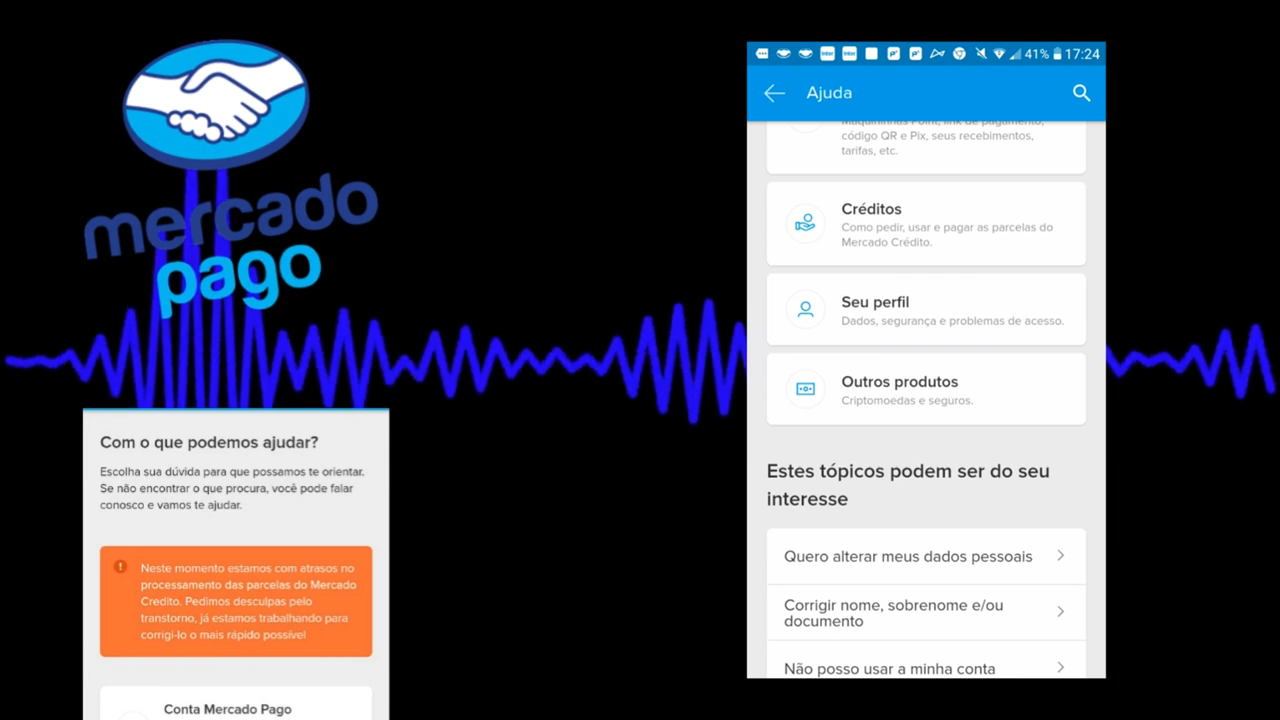 mercado
pago
Com o que podemos ajudar?
Escolha sua dúvida para que possamos te orientar.
Se não encontrar o que procura, você pode falar
conosco e vamos te ajudar.
Neste momento estamos com atrasos no
processamento das parcelas do Mercado
Credito. Pedimos desculpas pelo
transtorno, já estamos trabalhando para
corrigi-lo o mais rápido possível
Conta Mercado Pago
41% 17:24
Ajuda
Maquininhas Point, link de pagamento,
código QR e Pix, seus recebimentos,
tarifas, etc.
Créditos
Como pedir, usar e pagar as parcelas do
Mercado Crédito.
Seu perfil
Dados, segurança e problemas de acesso.
Outros produtos
Criptomoedas e seguros.
Estes tópicos podem ser do seu
interesse
Quero alterar meus dados pessoais
Corrigir nome, sobrenome e/ou
documento
Não posso usar a minha conta